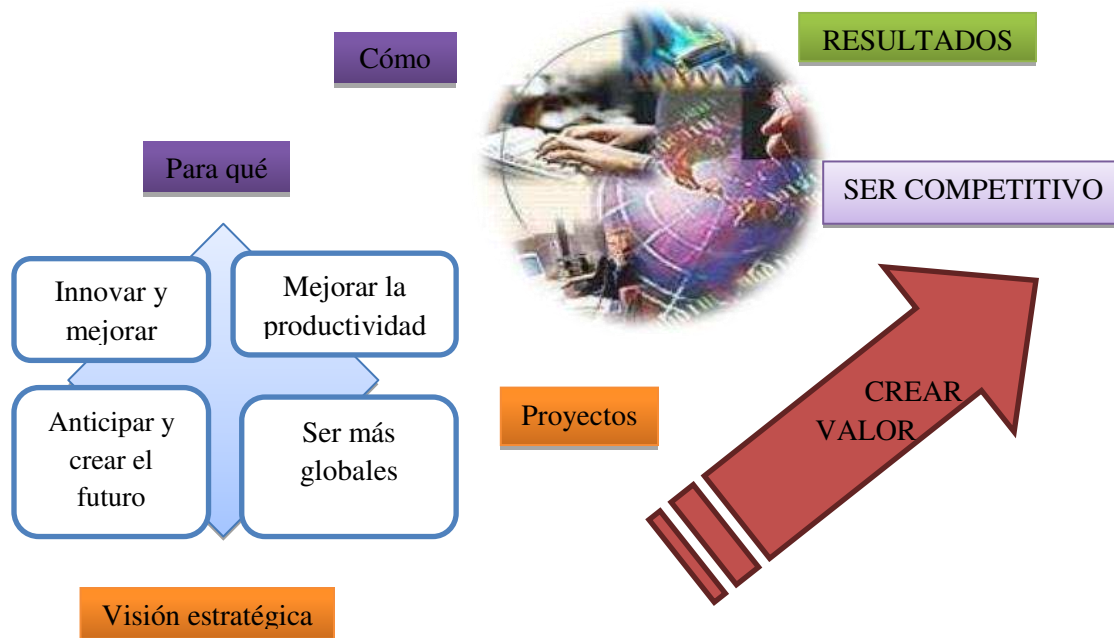 Cómo
RESULTADOS
Para qué
SER COMPETITIVO
Innovar y
mejorar
Mejorar la
productividad
Anticipar y
crear el
futuro
Ser más
globales
Proyectos
CREAR
VALOR
Visión estratégica